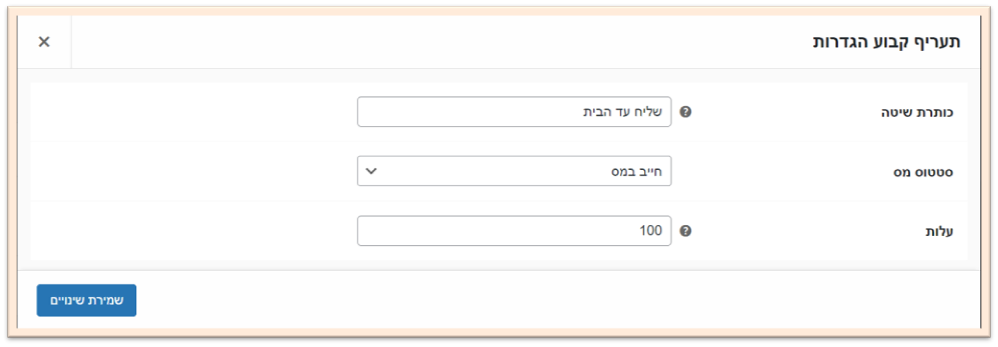 תעריף קבוע הגדרות
כותרת שיטה
שליח עד הבית
סטטוס מס
חייב במס
עלות
100
שמירת שינויים